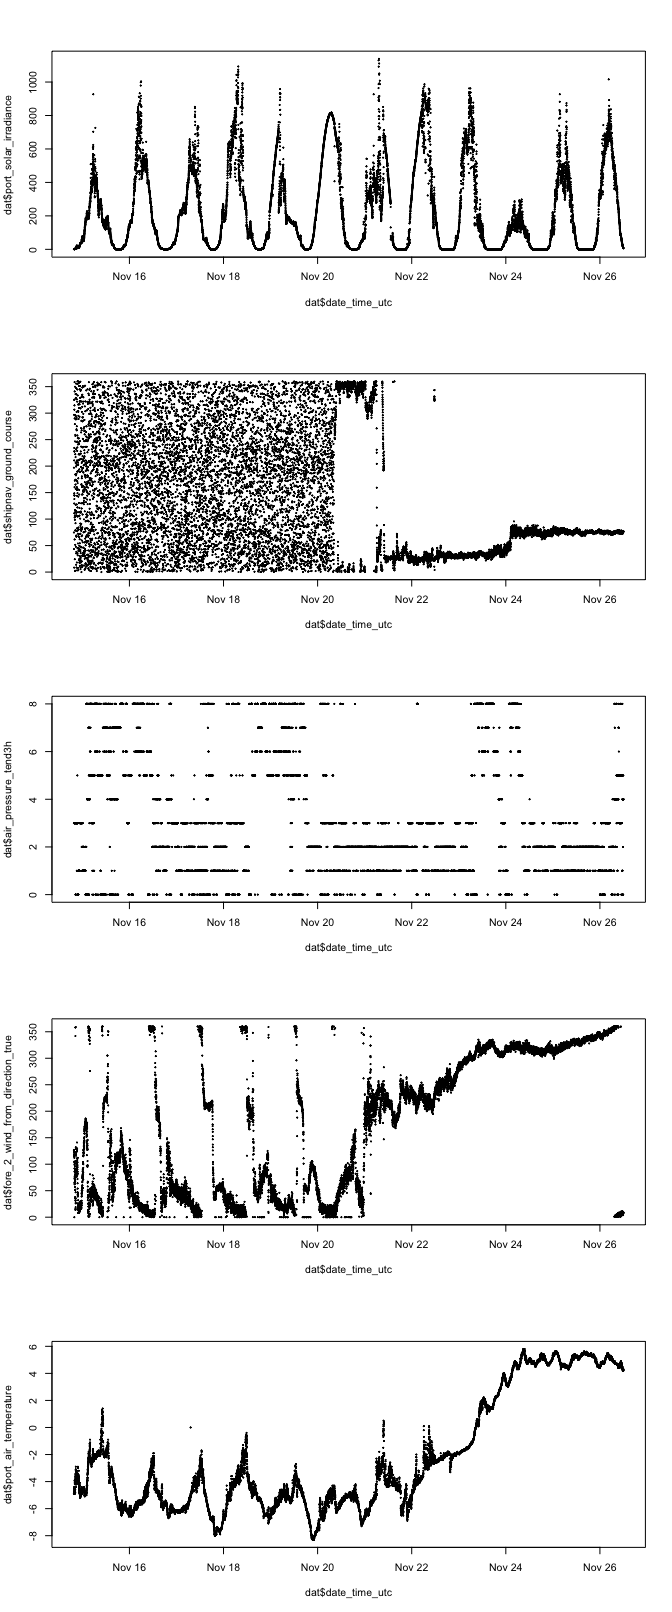 dat$port_solar_irradiance
0 200 400 600 800 1000
Nov 16 Nov 18 Nov 20 Nov 22 Nov 24 Nov 26
dat$date_time_utc
dat$shipnav_ground_course
0 50 100 150 200 250 300 350
Nov 16 Nov 18 Nov 20 Nov 22 Nov 24 Nov 26
dat$date_time_utc
dat$air_pressure_tend3h
0 2 4 6 8
Nov 16 Nov 18 Nov 20 Nov 22 Nov 24 Nov 26
dat$date_time_utc
dat$fore_2_wind_from_direction_true
0 50 100 150 200 250 300 350
Nov 16 Nov 18 Nov 20 Nov 22 Nov 24 Nov 26
dat$date_time_utc
dat$port_air_temperature
-8 -6 -4 -2 0 2 4 6
Nov 16 Nov 18 Nov 20 Nov 22 Nov 24 Nov 26
dat$date_time_utc